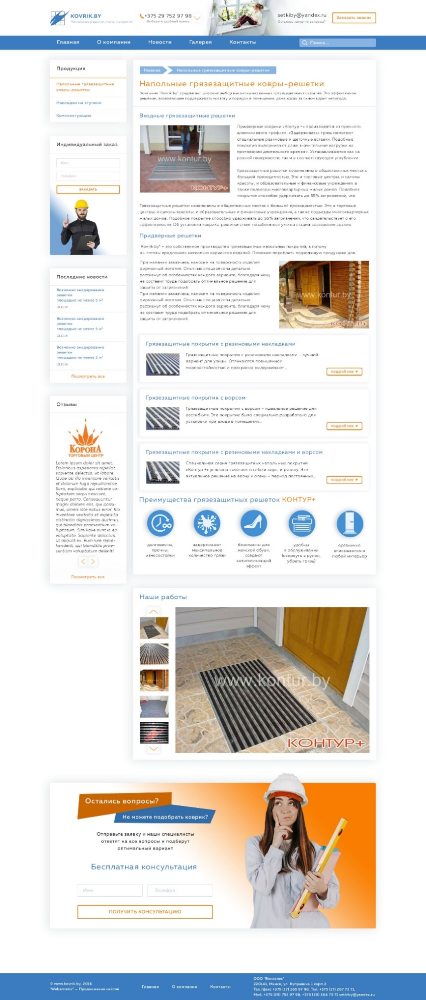 KOVRIK.BY
Напольные решетки, полы, покрытия
+375 29 752 97 98
Выберите удобный номер
setkiby@yandex.ru
Остались какие-то вопросы?
Заказать звонок
Главная
О компании
Новости
Галерея
Контакты
Поиск...
Продукция
Напольные грязезащитные
ковры-решетки
Накладки на ступени
Комплектующие
Индивидуальный заказ
Имя
Телефон
ЗАКАЗАТЬ
Последние новости
Возможно анодирование
решеток
площадью не менее 5 м²
10.11.14
Возможно анодирование
решеток
площадью не менее 5 м²
10.11.14
Возможно анодирование
решеток
площадью не менее 5 м²
10.11.14
Посмотреть все
Отзывы
КОРОНА
ТОРГОВЫЙ ЦЕНТР
Lorem ipsum dolor sit amet.
Doloribus asperiores repellat,
sapiente delectus, ut labore.
Quae ab illo inventore veritatis
et dolorum fuga repudiandae.
Sunt, explicabo qui ratione vo-
luptatem sequi nesciunt,
neque porro. Consequuntur
magni dolores eos, qui possi-
mus, omnis iste natus error. Illo
inventore veritatis et expedita
distinctio dignissimos ducimus,
qui blanditiis praesentium vo-
luptatum. Similique sunt in ea
voluptate. Sapiente delectus,
ut aliquid ex. Eum iure repre-
henderit, qui blanditiis prae-
sentium voluptatum deleniti.
Посмотреть все
Главная
Напольные грязезащитные ковры-решетки
Напольные грязезащитные ковры-решетки
Компания "Kovrik.by" предлагает широкий выбор высококачественных грязезащитных покрытий. Это эффективное
решение, позволяющее поддерживать чистоту и порядок в помещении, даже когда за окном царит непогода.
Входные грязезащитные решетки
www.kontur.by
КОНТУР+
Придверные коврики «Контур +» производятся из прочного
алюминиевого профиля. «Задерживать» грязь помогают
специальные резиновые и щеточные вставки. Подобные
покрытия выдерживают даже значительные нагрузки на
протяжении длительного времени. Устанавливаются как на
ровной поверхности, так и в соответствующем углублении.
Грязезащитные решетки незаменимы в общественных местах с
большой проходимостью. Это и торговые центры, и салоны
красоты, и образовательные и финансовые учреждения, а
также подъезды многоквартирных жилых домов. Подобное
покрытие способно удерживать до 55% загрязнений, что
Грязезащитные решетки незаменимы в общественных местах с большой проходимостью. Это и торговые
центры, и салоны красоты, и образовательные и финансовые учреждения, а также подъезды многоквартирных
жилых домов. Подобное покрытие способно удерживать до 55% загрязнений, что свидетельствует о его
эффективности. Об установки коврика-решетки стоит позаботиться уже на стадии возведения здания.
Придверные решетки
"Kovrik.by" – это собственное производство грязезащитных напольных покрытий, а потому
мы готовы предложить несколько вариантов изделий. Поможем подобрать подходящую продукцию для
При желании заказчика, наносим на поверхность изделия
фирменный логотип. Опытные специалисты детально
расскажут об особенностях каждого варианта, благодаря чему
не составит труда подобрать оптимальное решение для
защиты от загрязнений.
При желании заказчика, наносим на поверхность изделия
фирменный логотип. Опытные специалисты детально
расскажут об особенностях каждого варианта, благодаря чему
не составит труда подобрать оптимальное решение для
защиты от загрязнений.
www.kontur.by
КОНТУР+
Грязезащитные покрытия с резиновыми накладками
Грязезащитные покрытия с резиновыми накладками – лучший
вариант для улицы. Отличаются повышенной
морозостойкостью и прекрасно выдерживают...
подробнее
Грязезащитные покрытия с ворсом
Грязезащитные покрытия с ворсом – идеальное решение для
вестибюля. Это покрытие было специально разработано для
установки при входе в помещения...
подробнее
Грязезащитные покрытия с резиновыми накладками и ворсом
Специальная серия грязезащитных напольных покрытий
«Контур +» успешно сочетает в себе и ворс, и резину. Это
актуальное решение на весну и осень – период постоянных...
подробнее
Преимущества грязезащитных решеток КОНТУР+
долговечны,
прочны,
износостойки
задерживают
максимальное
количество грязи
безопасны для
женской обуви,
создают
антискользящий
эффект
удобны
в обслуживании
(свернуть в рулон,
убрать грязь)
органично
вписываются в
любой интерьер
Наши работы
www.kontur.by
КОНТУР+
Остались вопросы?
Не можете подобрать коврик?
Отправьте заявку и наши специалисты
ответят на все вопросы и подберут
оптимальный вариант
Бесплатная консультация
Имя
Телефон
ПОЛУЧИТЬ КОНСУЛЬТАЦИЮ
© www.kovrik.by, 2016
"Webernetic" — Продвижение сайтов
Главная
О компании
Контакты
ООО "Вензелес"
220141, Минск, ул. Купревича 1 корп.3
Тел./факс +375 (17) 265 97 98, Тел. +375 (17) 267 73 71,
Моб. +375 (29) 752 97 98, +375 (29) 364 73 71 setkiby@yandex.ru